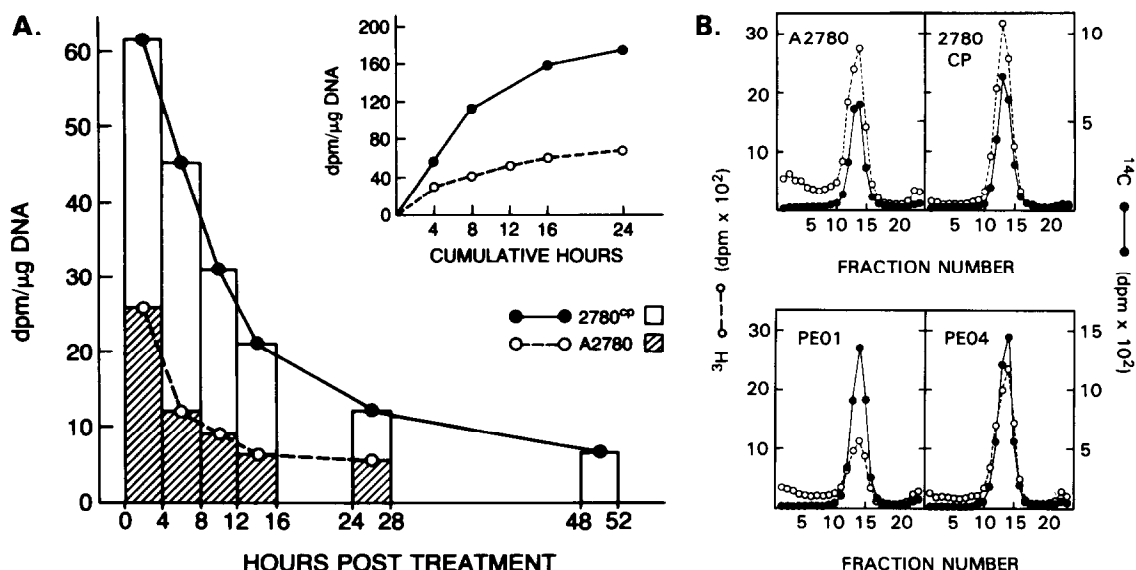 A.
dpm/µg DNA
60
50
40
30
20
10
0
0 4 8 12 16 24 28 48 52
HOURS POST TREATMENT
dpm/µg DNA
200
160
120
80
40
0
4 8 12 16 24
CUMULATIVE HOURS
2780ᶜᵖ
A2780
B.
³H (dpm x 10²)
¹⁴C (dpm x 10²)
A2780
30
20
10
5 10 15 20
2780
CP
10
5
5 10 15 20
FRACTION NUMBER
PE01
30
20
10
5 10 15 20
PE04
15
10
5
5 10 15 20
FRACTION NUMBER